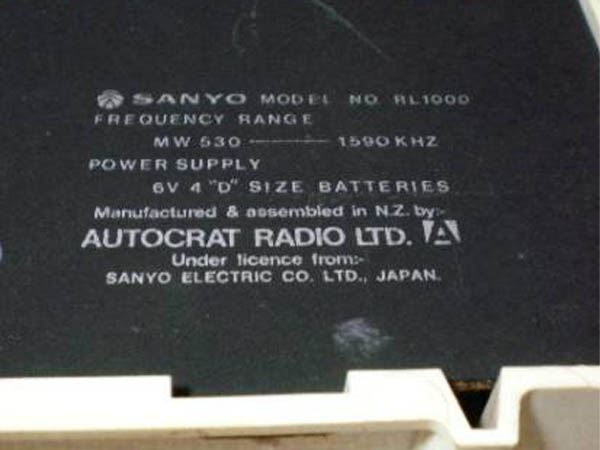 SANYO MODEL NO. RL1000
FREQUENCY RANGE
MW 530 ——— 1590 KHZ
POWER SUPPLY
6V 4 "D" SIZE BATTERIES
Manufactured & assembled in N.Z. by:-
AUTOCRAT RADIO LTD. A
Under licence from:-
SANYO ELECTRIC CO. LTD., JAPAN.